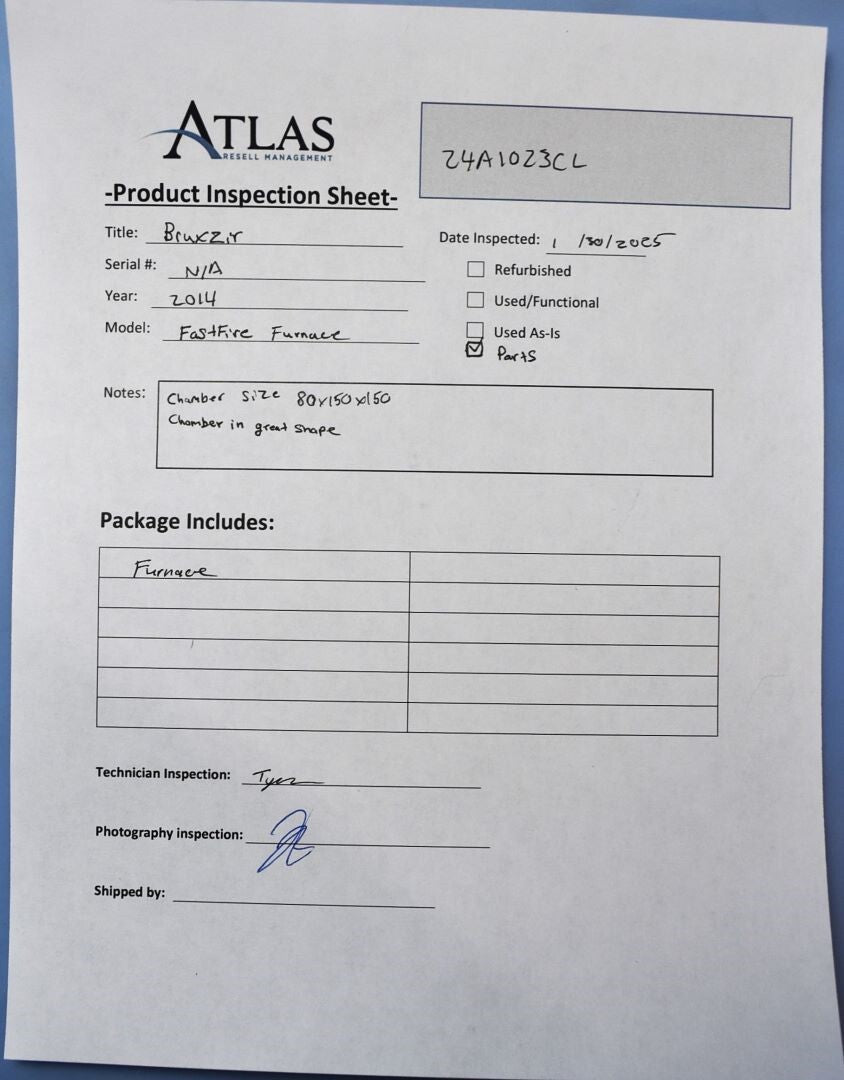 ATLAS
RESELL MANAGEMENT
24A1023CL
-Product Inspection Sheet-
Title: Bruxzir
Date Inspected: 1 /30/2025
Serial #: N/A
Refurbished
Year: 2014
Used/Functional
Model: FastFire Furnace
Used As-Is
Parts
Notes: Chamber Size 80x150x150
Chamber in great shape
Package Includes:
Furnace
Technician Inspection:
Photography inspection:
Shipped by: